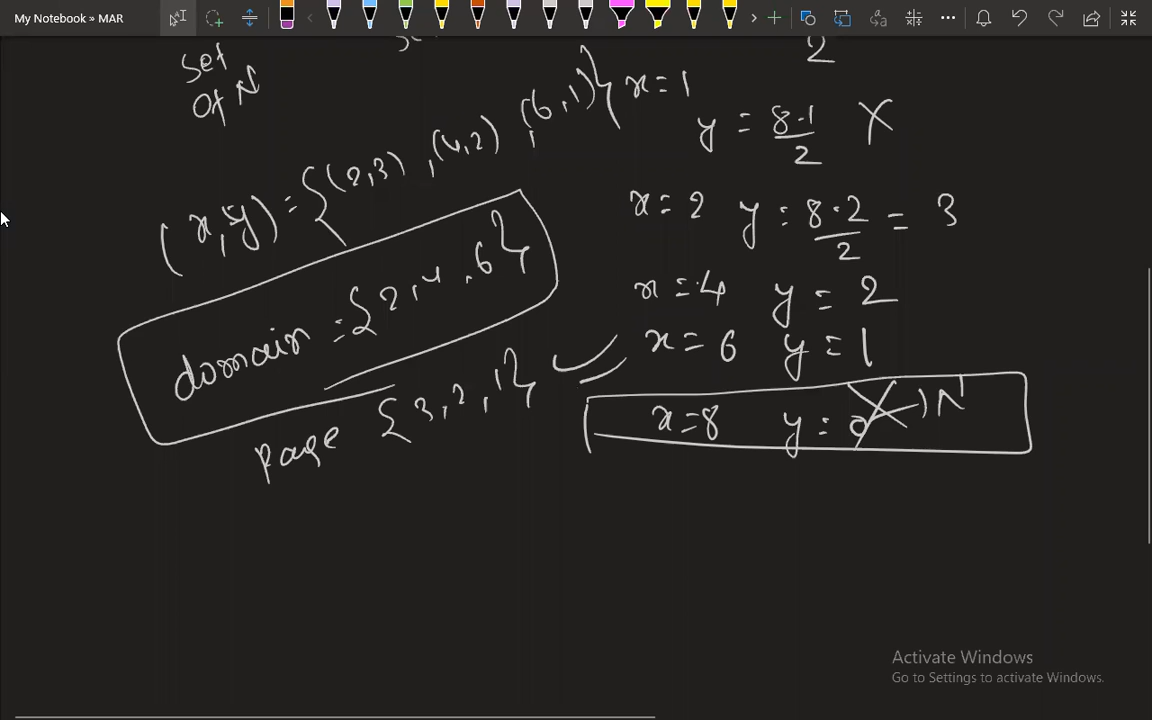 My Notebook » MAR
set
of N
2
(x,y) = {(2,3) ,(4,2) ,(6,1)}
x=1
y = 8-1
2
x=2 y = 8-2 = 3
2
domain = {2,4,6}
x=4 y = 2
x=6 y=1
page {3,2,1}
x=8 y=0 N
Activate Windows
Go to Settings to activate Windows.